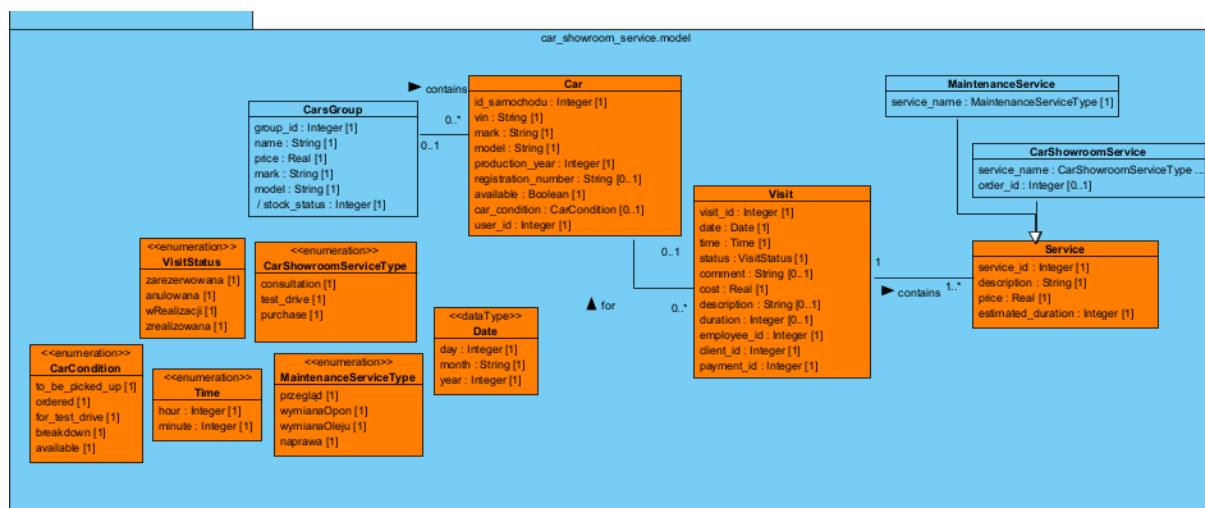 car_showroom_service.model
CarsGroup
group_id : Integer [1]
name : String [1]
price : Real [1]
mark : String [1]
model : String [1]
/ stock_status : Integer [1]
contains
0..1
0..*
Car
id_samochodu : Integer [1]
vin : String [1]
mark : String [1]
model : String [1]
production_year : Integer [1]
registration_number : String [0..1]
available : Boolean [1]
car_condition : CarCondition [0..1]
user_id : Integer [1]
0..1
for
0..*
Visit
visit_id : Integer [1]
date : Date [1]
time : Time [1]
status : VisitStatus [1]
comment : String [0..1]
cost : Real [1]
description : String [0..1]
duration : Integer [0..1]
employee_id : Integer [1]
client_id : Integer [1]
payment_id : Integer [1]
1
contains
1..*
MaintenanceService
service_name : MaintenanceServiceType [1]
CarShowroomService
service_name : CarShowroomServiceType ...
order_id : Integer [0..1]
Service
service_id : Integer [1]
description : String [1]
price : Real [1]
estimated_duration : Integer [1]
<<enumeration>>
VisitStatus
zarezerwowana [1]
anulowana [1]
wRealizacji [1]
zrealizowana [1]
<<enumeration>>
CarShowroomServiceType
consultation [1]
test_drive [1]
purchase [1]
<<dataType>>
Date
day : Integer [1]
month : String [1]
year : Integer [1]
<<enumeration>>
CarCondition
to_be_picked_up [1]
ordered [1]
for_test_drive [1]
breakdown [1]
available [1]
<<enumeration>>
Time
hour : Integer [1]
minute : Integer [1]
<<enumeration>>
MaintenanceServiceType
przegląd [1]
wymianaOpon [1]
wymianaOleju [1]
naprawa [1]